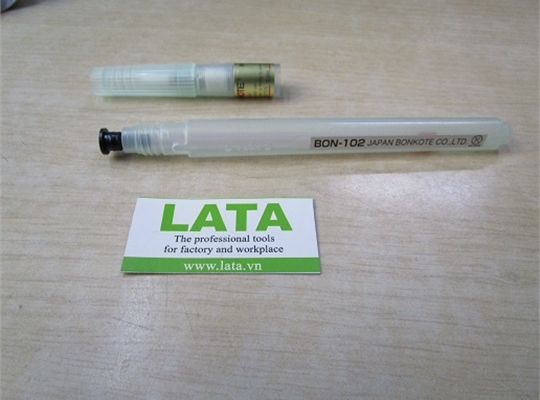 BON-102 JAPAN BONKOTE CO.,LTD.
LATA
The professional tools
for factory and workplace
www.lata.vn